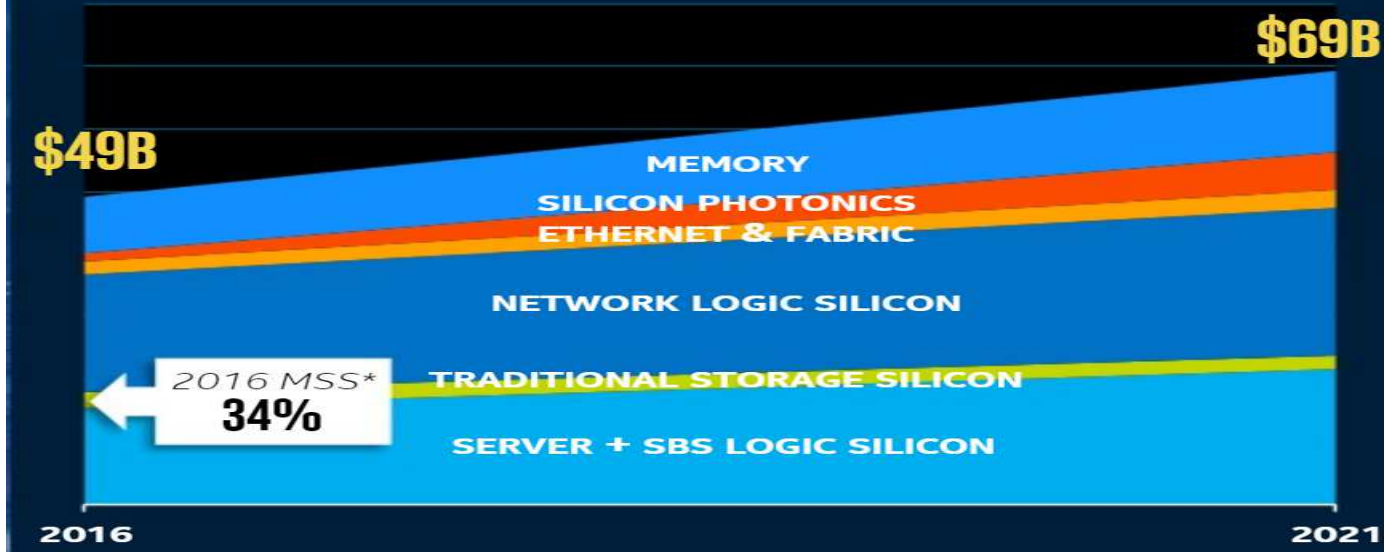 $69B
$49B
MEMORY
SILICON PHOTONICS
ETHERNET & FABRIC
NETWORK LOGIC SILICON
2016 MSS*
34%
TRADITIONAL STORAGE SILICON
SERVER + SBS LOGIC SILICON
2016
2021